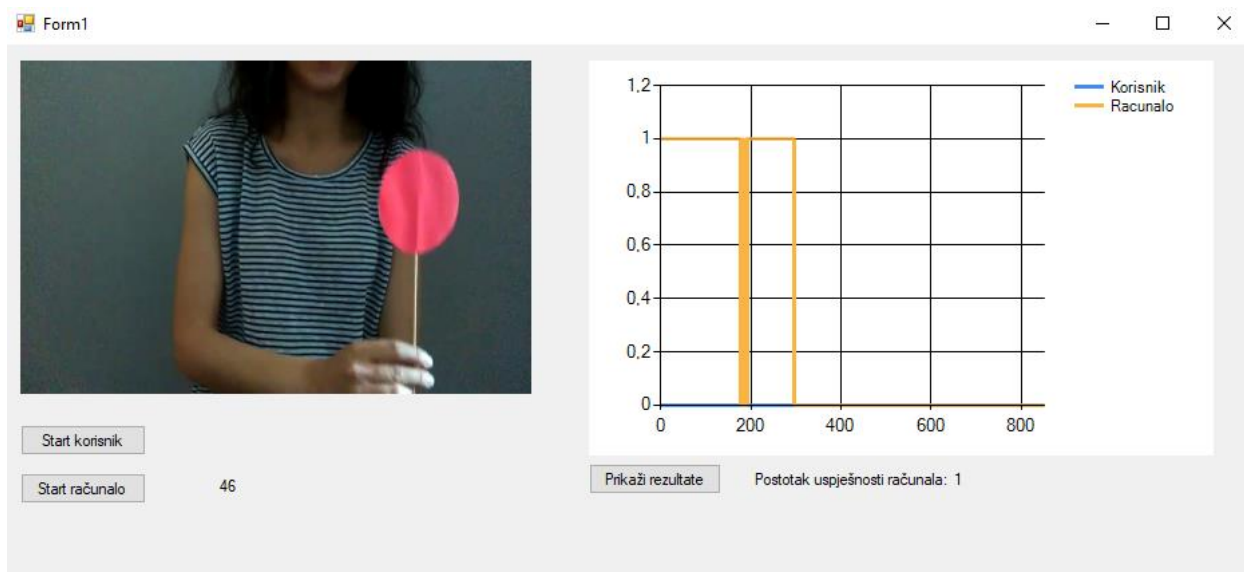 Form1
1,2
1
0,8
0,6
0,4
0,2
0
0 200 400 600 800
Korisnik
Racunalo
Start korisnik
Start računalo 46
Prikaži rezultate Postotak uspješnosti računala: 1